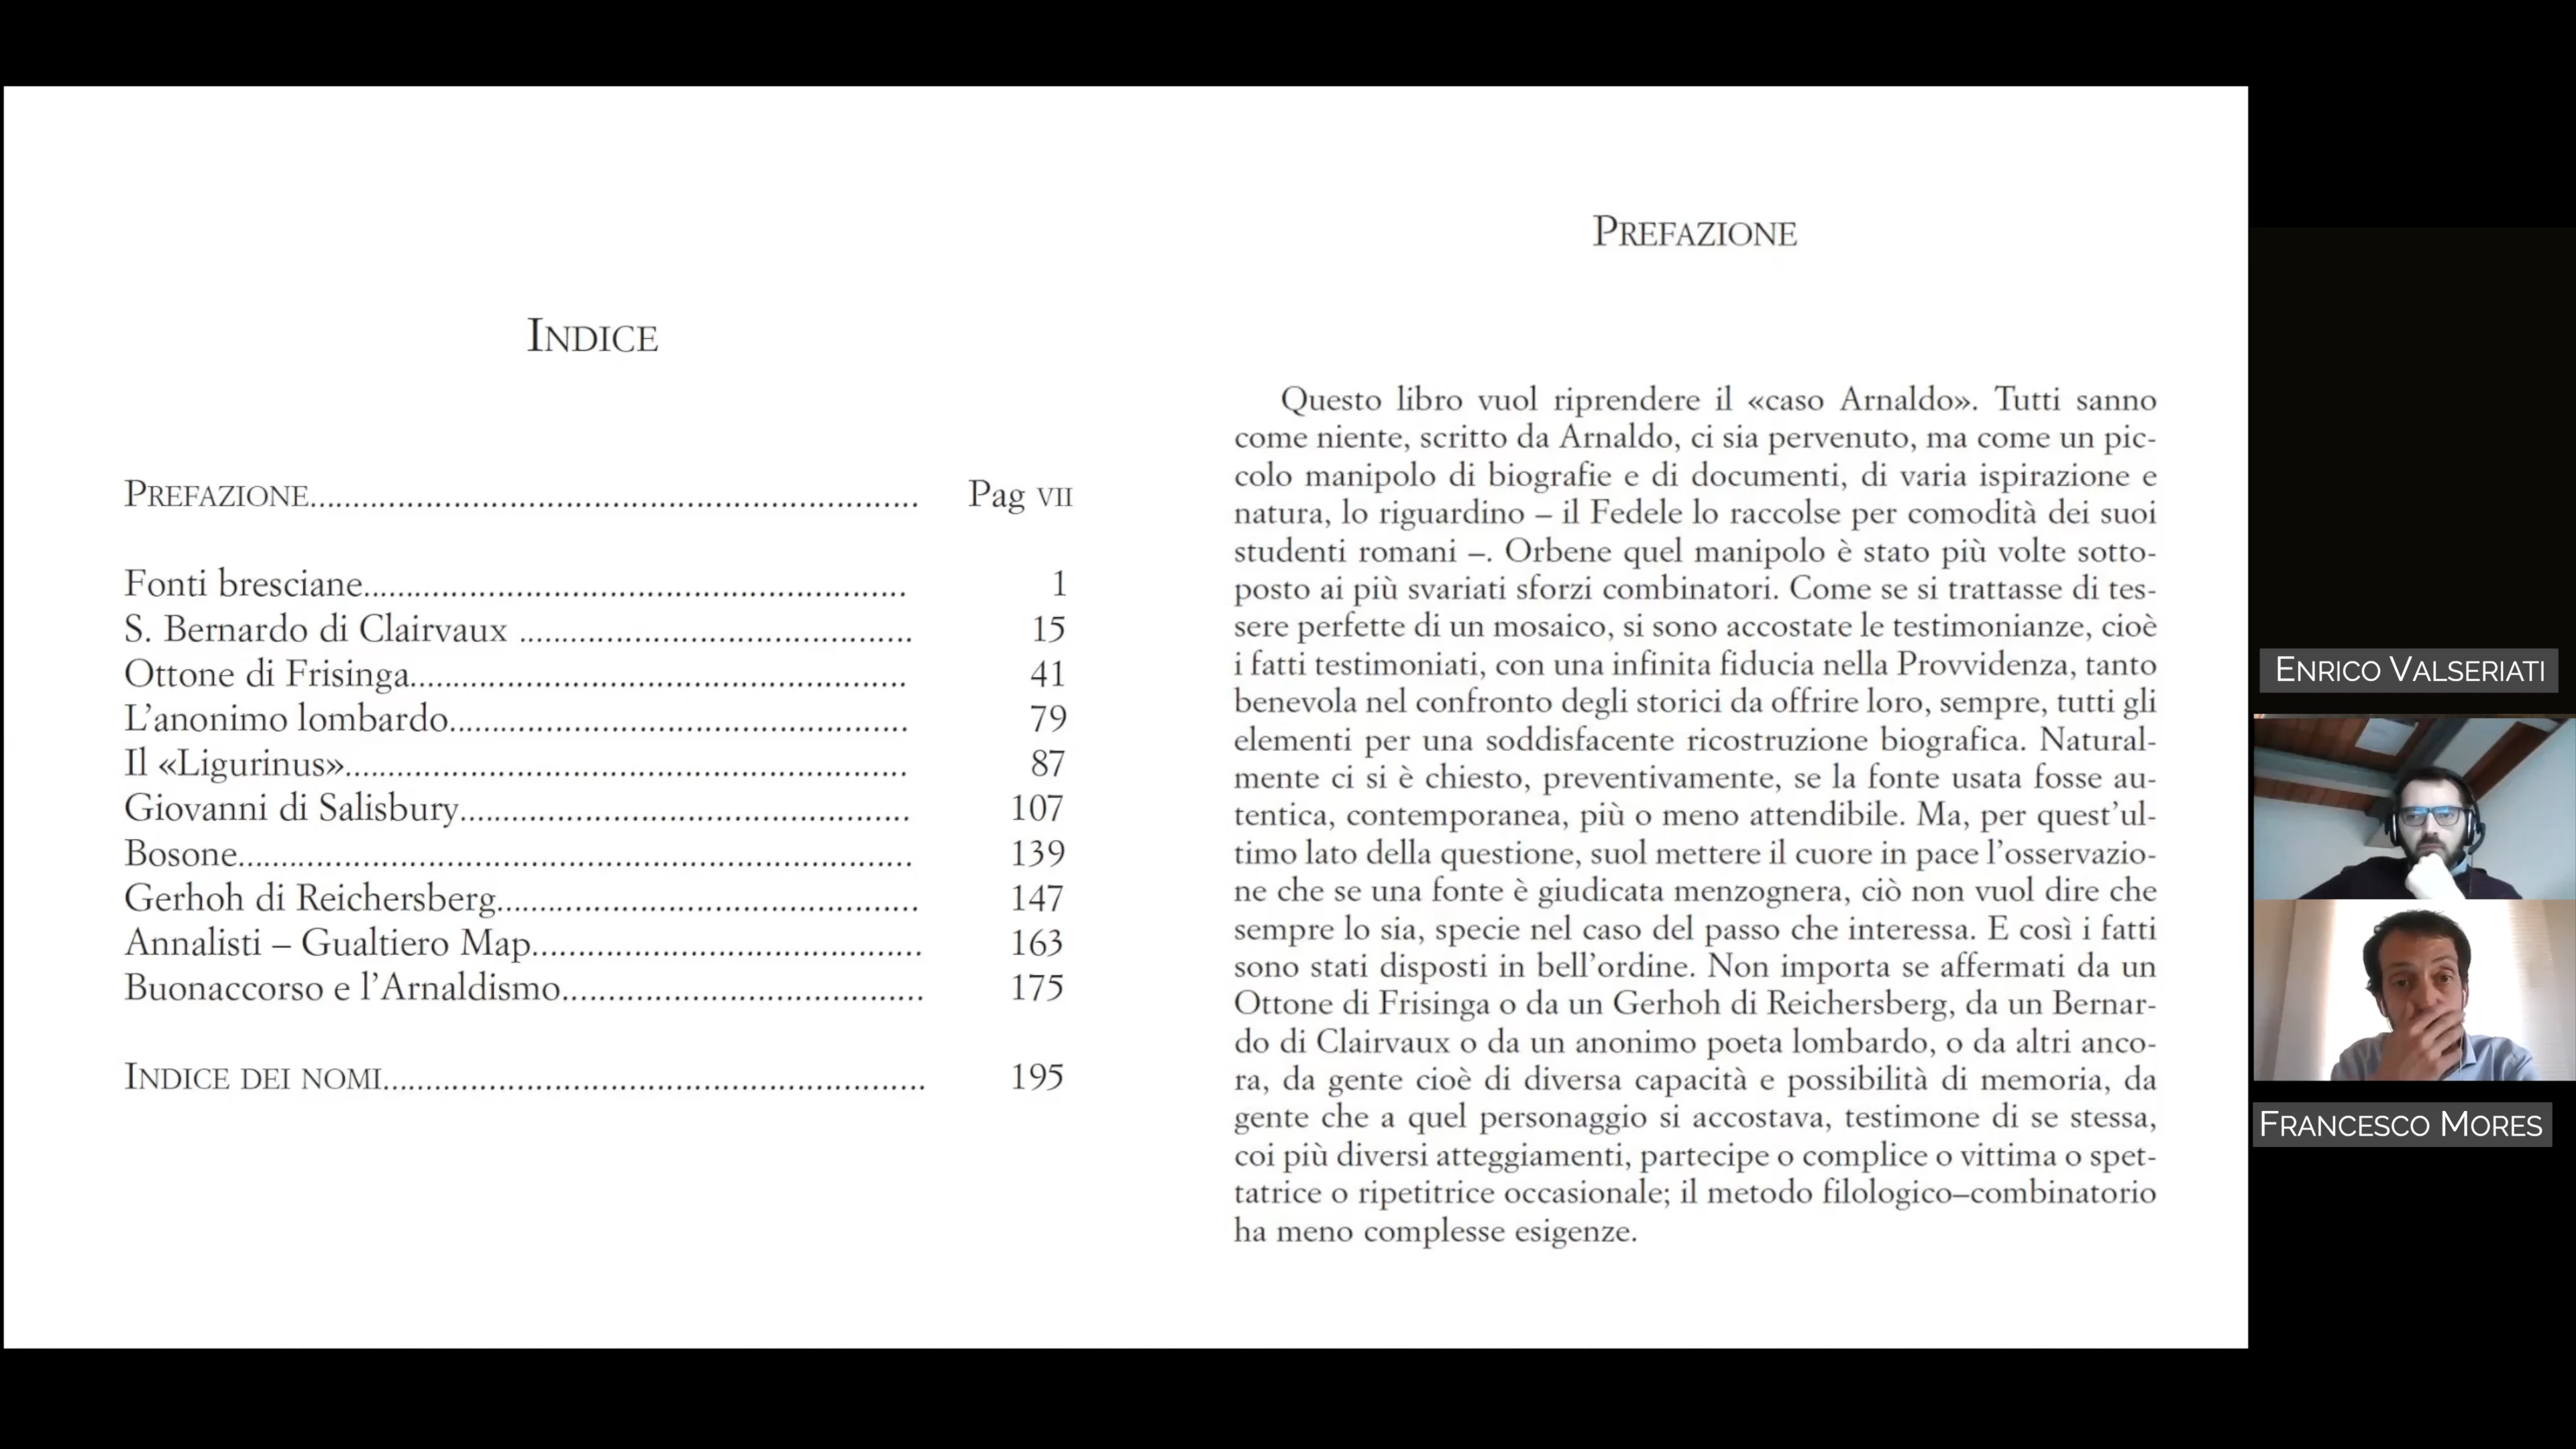 INDICE
PREFAZIONE.................................................................... Pag VII
Fonti bresciane............................................................. 1
S. Bernardo di Clairvaux ............................................ 15
Ottone di Frisinga........................................................ 41
L'anonimo lombardo................................................... 79
Il «Ligurinus»............................................................... 87
Giovanni di Salisbury.................................................. 107
Bosone........................................................................... 139
Gerhoh di Reichersberg............................................... 147
Annalisti – Gualtiero Map............................................ 163
Buonaccorso e l'Arnaldismo......................................... 175
INDICE DEI NOMI............................................................. 195
PREFAZIONE
Questo libro vuol riprendere il «caso Arnaldo». Tutti sanno
come niente, scritto da Arnaldo, ci sia pervenuto, ma come un pic-
colo manipolo di biografie e di documenti, di varia ispirazione e
natura, lo riguardino – il Fedele lo raccolse per comodità dei suoi
studenti romani –. Orbene quel manipolo è stato più volte sotto-
posto ai più svariati sforzi combinatori. Come se si trattasse di tes-
sere perfette di un mosaico, si sono accostate le testimonianze, cioè
i fatti testimoniati, con una infinita fiducia nella Provvidenza, tanto
benevola nel confronto degli storici da offrire loro, sempre, tutti gli
elementi per una soddisfacente ricostruzione biografica. Natural-
mente ci si è chiesto, preventivamente, se la fonte usata fosse au-
tentica, contemporanea, più o meno attendibile. Ma, per quest'ul-
timo lato della questione, suol mettere il cuore in pace l'osservazio-
ne che se una fonte è giudicata menzognera, ciò non vuol dire che
sempre lo sia, specie nel caso del passo che interessa. E così i fatti
sono stati disposti in bell'ordine. Non importa se affermati da un
Ottone di Frisinga o da un Gerhoh di Reichersberg, da un Bernar-
do di Clairvaux o da un anonimo poeta lombardo, o da altri anco-
ra, da gente cioè di diversa capacità e possibilità di memoria, da
gente che a quel personaggio si accostava, testimone di se stessa,
coi più diversi atteggiamenti, partecipe o complice o vittima o spet-
tatrice o ripetitrice occasionale; il metodo filologico–combinatorio
ha meno complesse esigenze.
ENRICO VALSERIATI
FRANCESCO MORES